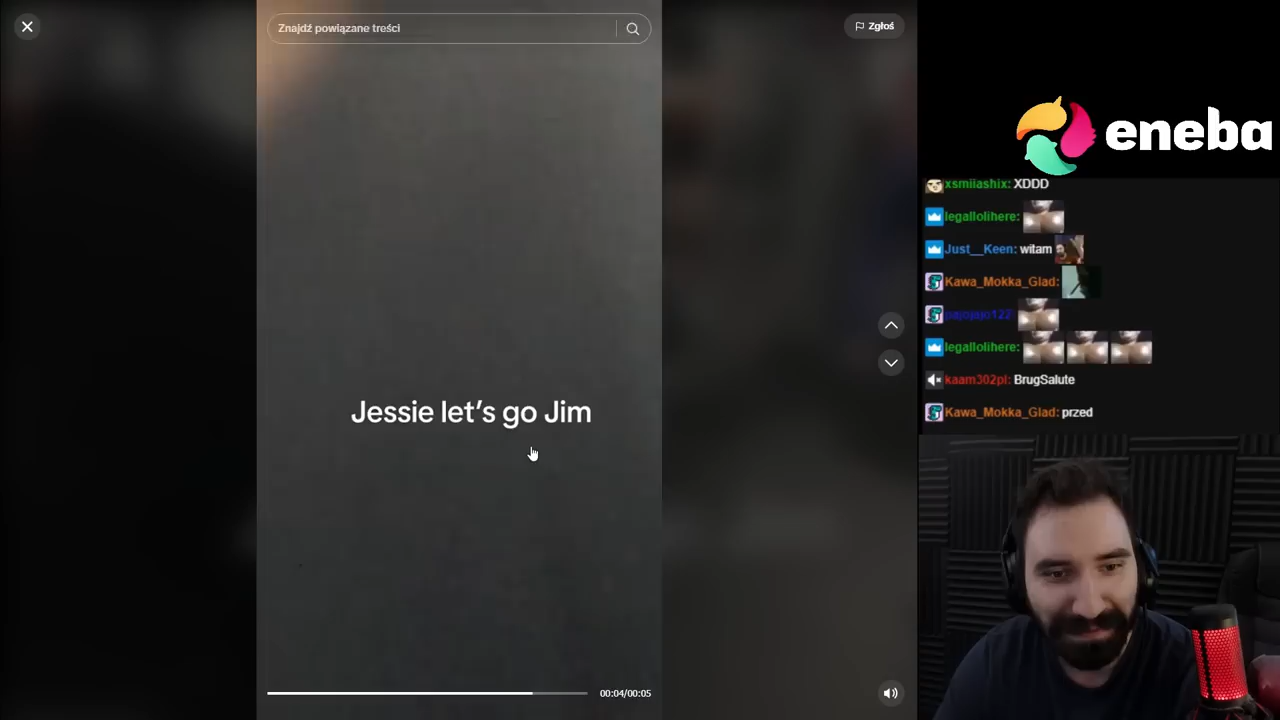 Znajdź powiązane treści
Zgłoś
eneba
xsmiiashix: XDDD
legallolihere:
Just__Keen: witam
Kawa_Mokka_Glad:
pajojajo127
legallolihere:
kaam302pl: BrugSalute
Kawa_Mokka_Glad: przed
Jessie let's go Jim
00:04/00:05